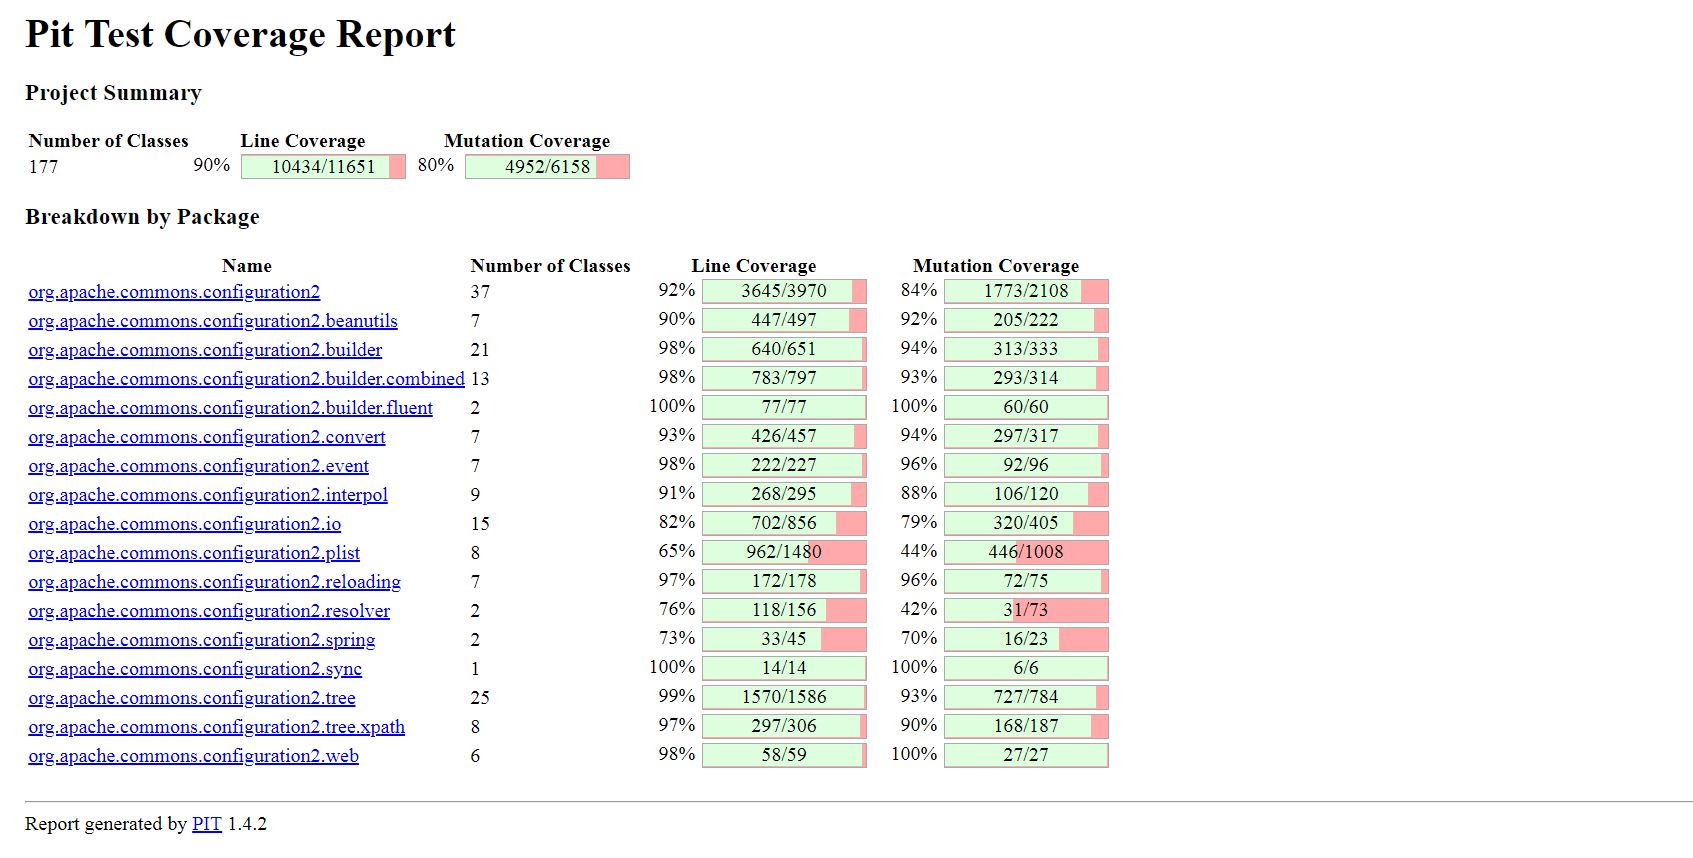 Pit Test Coverage Report
Project Summary
Number of Classes Line Coverage Mutation Coverage
177 90% 10434/11651 80% 4952/6158
Breakdown by Package
Name Number of Classes Line Coverage Mutation Coverage
org.apache.commons.configuration2 37 92% 3645/3970 84% 1773/2108
org.apache.commons.configuration2.beanutils 7 90% 447/497 92% 205/222
org.apache.commons.configuration2.builder 21 98% 640/651 94% 313/333
org.apache.commons.configuration2.builder.combined 13 98% 783/797 93% 293/314
org.apache.commons.configuration2.builder.fluent 2 100% 77/77 100% 60/60
org.apache.commons.configuration2.convert 7 93% 426/457 94% 297/317
org.apache.commons.configuration2.event 7 98% 222/227 96% 92/96
org.apache.commons.configuration2.interpol 9 91% 268/295 88% 106/120
org.apache.commons.configuration2.io 15 82% 702/856 79% 320/405
org.apache.commons.configuration2.plist 8 65% 962/1480 44% 446/1008
org.apache.commons.configuration2.reloading 7 97% 172/178 96% 72/75
org.apache.commons.configuration2.resolver 2 76% 118/156 42% 31/73
org.apache.commons.configuration2.spring 2 73% 33/45 70% 16/23
org.apache.commons.configuration2.sync 1 100% 14/14 100% 6/6
org.apache.commons.configuration2.tree 25 99% 1570/1586 93% 727/784
org.apache.commons.configuration2.tree.xpath 8 97% 297/306 90% 168/187
org.apache.commons.configuration2.web 6 98% 58/59 100% 27/27
Report generated by PIT 1.4.2